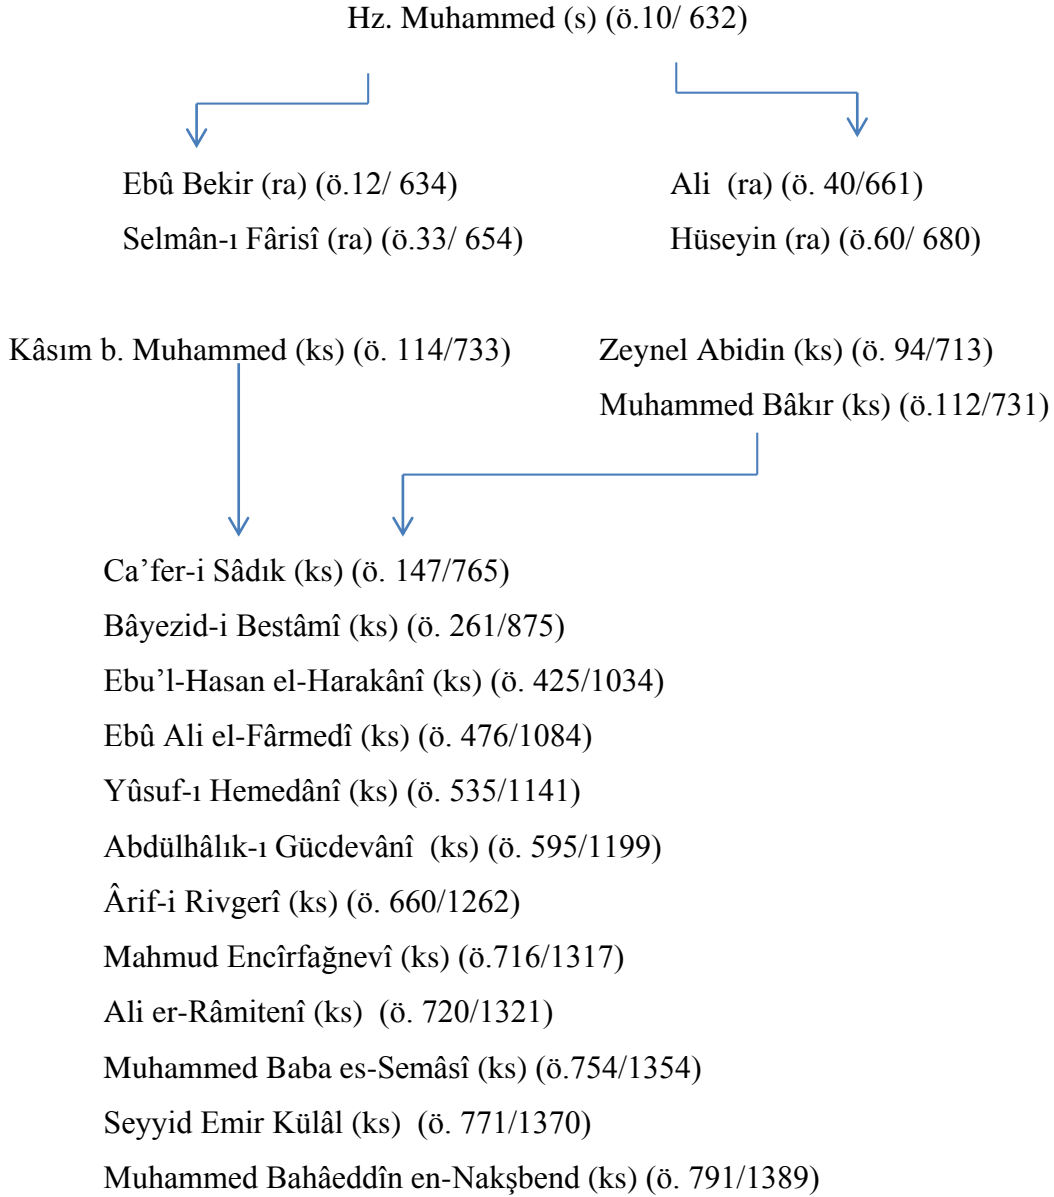 Hz. Muhammed (s) (ö.10/ 632)
Ebû Bekir (ra) (ö.12/ 634)
Selmân-ı Fârisî (ra) (ö.33/ 654)
Ali (ra) (ö. 40/661)
Hüseyin (ra) (ö.60/ 680)
Kâsım b. Muhammed (ks) (ö. 114/733)
Zeynel Abidin (ks) (ö. 94/713)
Muhammed Bâkır (ks) (ö.112/731)
Ca’fer-i Sâdık (ks) (ö. 147/765)
Bâyezid-i Bestâmî (ks) (ö. 261/875)
Ebu’l-Hasan el-Harakânî (ks) (ö. 425/1034)
Ebû Ali el-Fârmedî (ks) (ö. 476/1084)
Yûsuf-ı Hemedânî (ks) (ö. 535/1141)
Abdülhâlık-ı Gücdevânî (ks) (ö. 595/1199)
Ârif-i Rivgerî (ks) (ö. 660/1262)
Mahmud Encîrfağnevî (ks) (ö.716/1317)
Ali er-Râmitenî (ks) (ö. 720/1321)
Muhammed Baba es-Semâsî (ks) (ö.754/1354)
Seyyid Emir Külâl (ks) (ö. 771/1370)
Muhammed Bahâeddîn en-Nakşbend (ks) (ö. 791/1389)